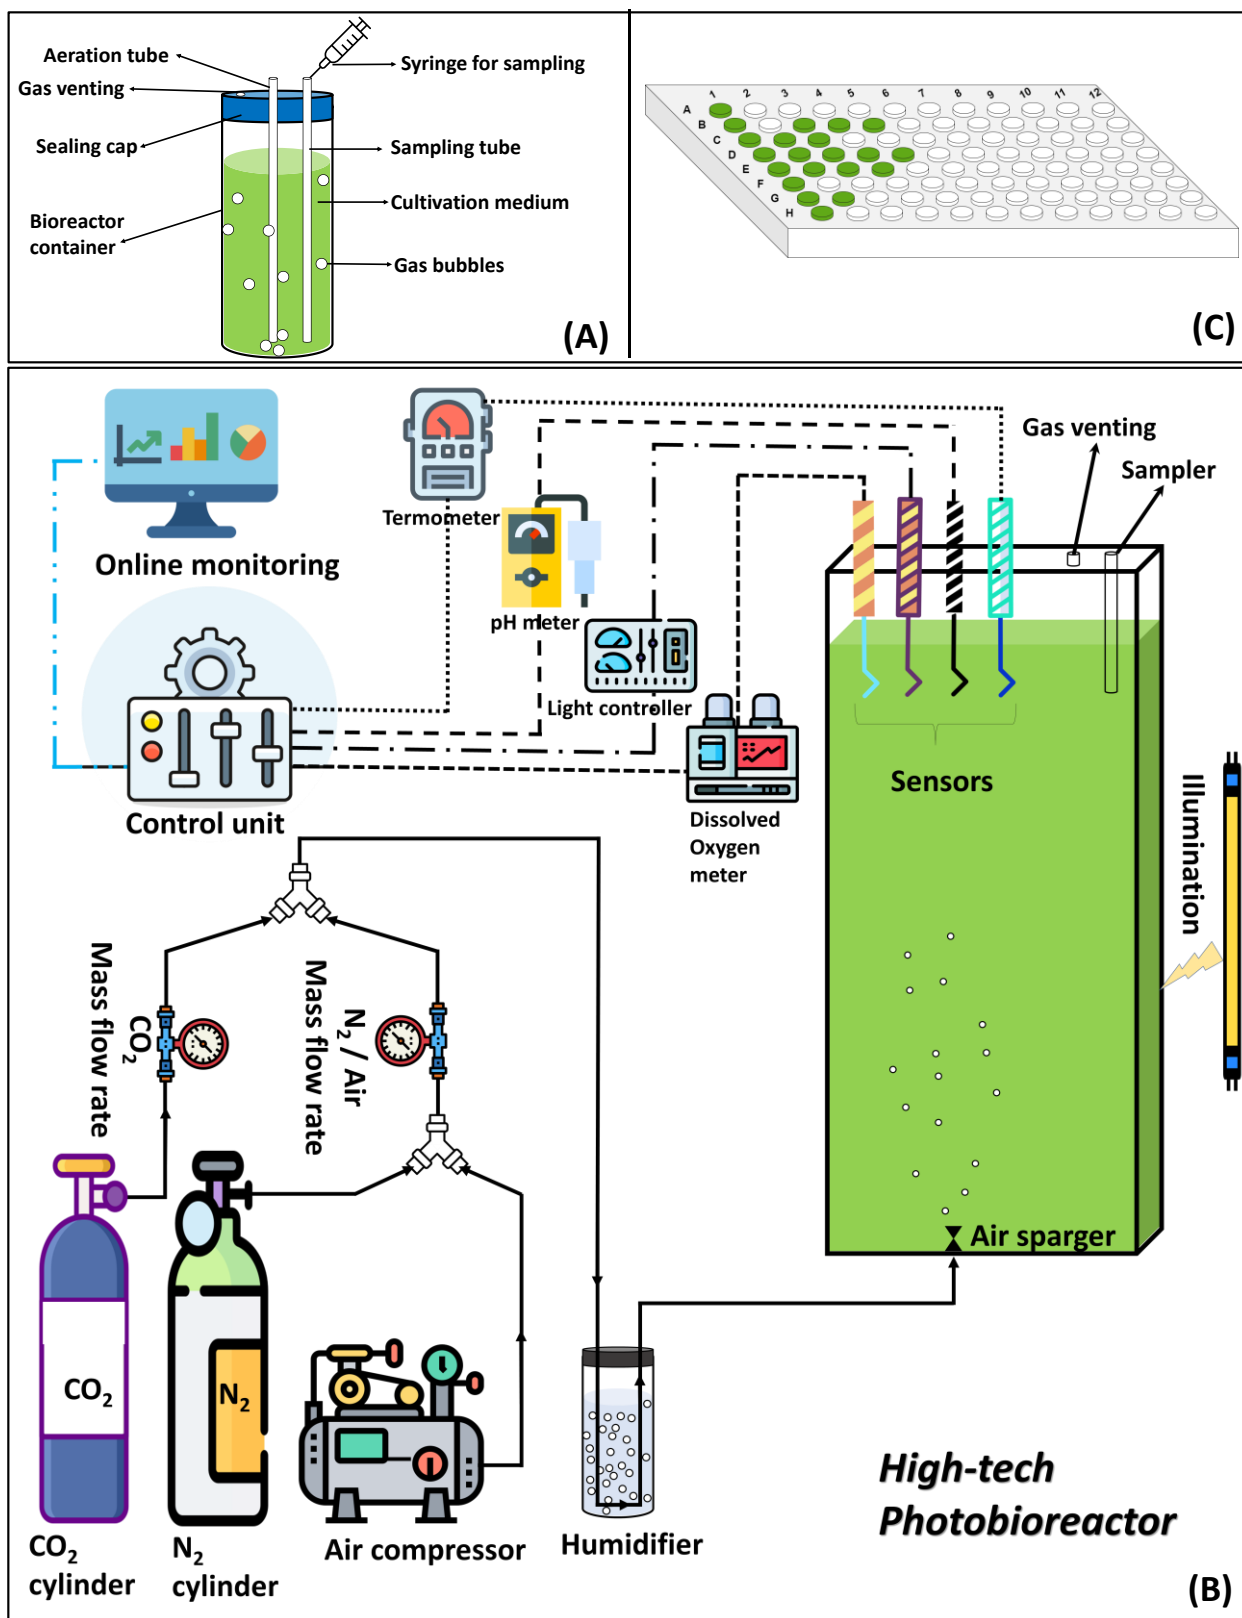 Aeration tube
Gas venting
Sealing cap
Bioreactor
container
Syringe for sampling
Sampling tube
Cultivation medium
Gas bubbles
(A)
1 2 3 4 5 6 7 8 9 10 11 12
A
B
C
D
E
F
G
H
(C)
Online monitoring
Termometer
pH meter
Light controller
Dissolved
Oxygen
meter
Control unit
Gas venting
Sampler
Sensors
Illumination
Air sparger
CO₂
Mass flow rate
N₂ / Air
Mass flow rate
CO₂
N₂
CO₂
cylinder
N₂
cylinder
Air compressor
Humidifier
High-tech
Photobioreactor
(B)